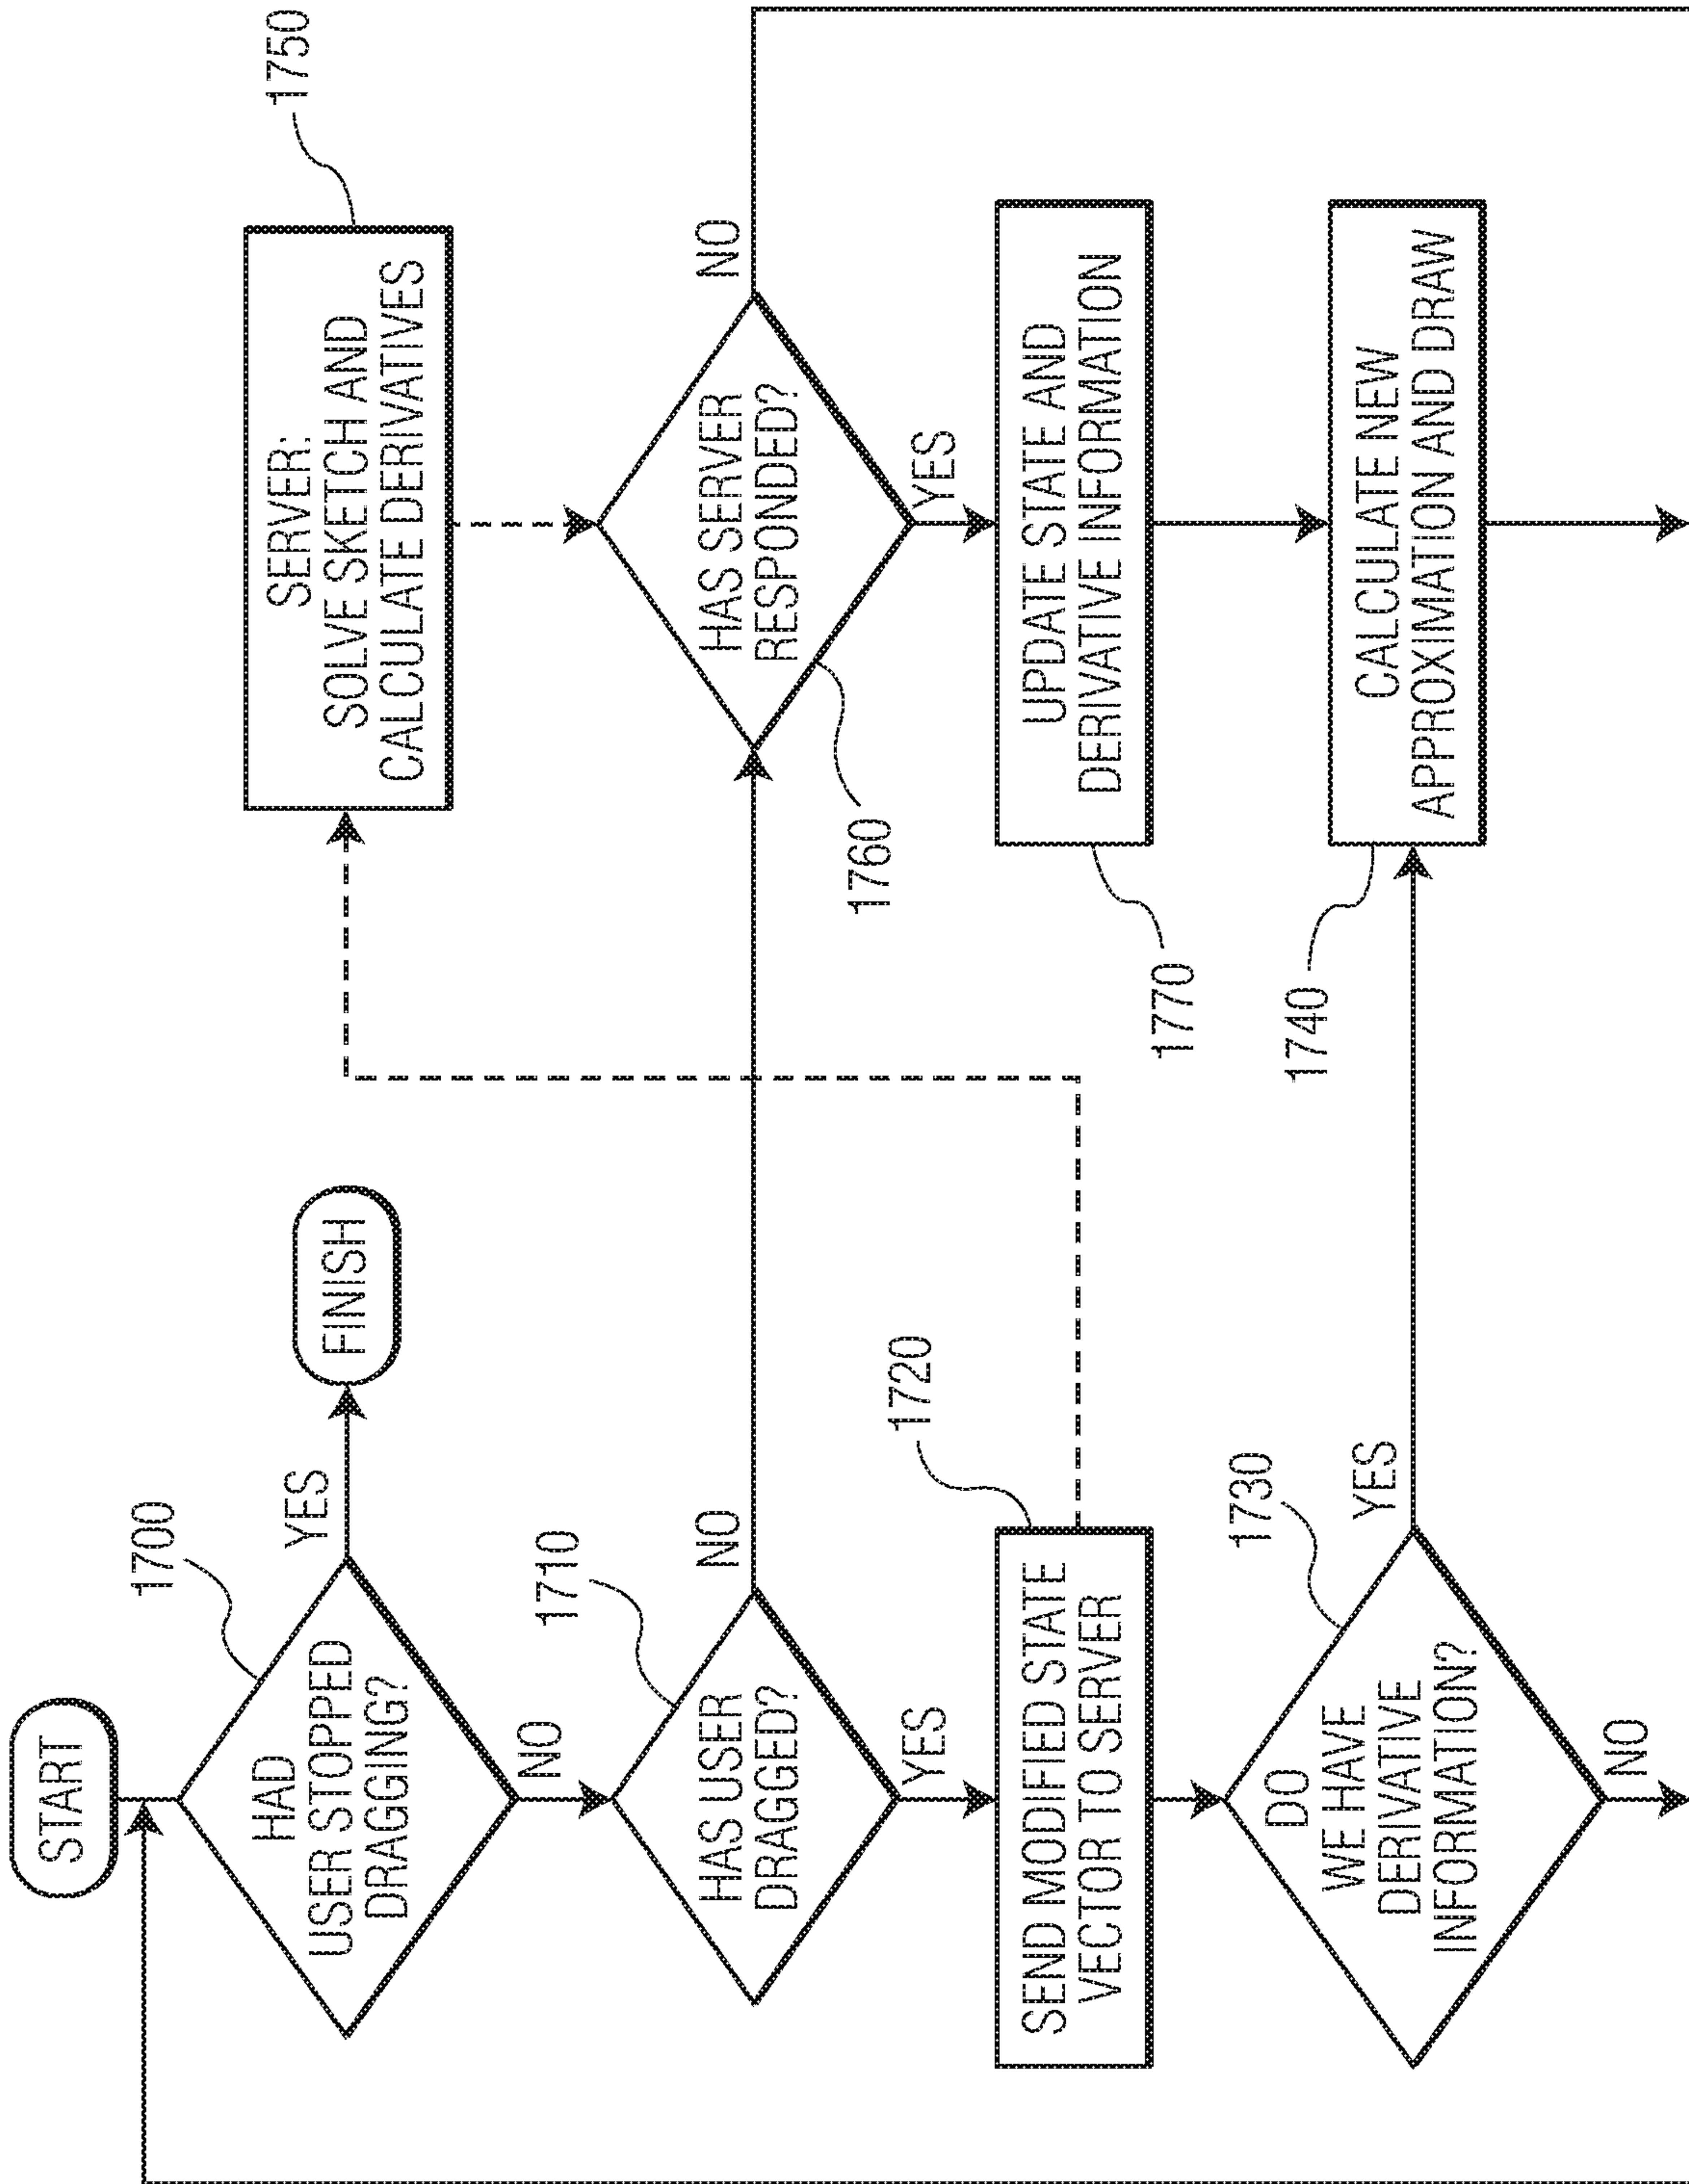 START
1700
HAD
USER STOPPED
DRAGGING?
YES
FINISH
NO
1710
HAS USER
DRAGGED?
NO
YES
1720
SEND MODIFIED STATE
VECTOR TO SERVER
1730
DO
WE HAVE
DERIVATIVE
INFORMATION?
YES
NO
1750
SERVER:
SOLVE SKETCH AND
CALCULATE DERIVATIVES
HAS SERVER
RESPONDED?
NO
1760
YES
UPDATE STATE AND
DERIVATIVE INFORMATION
1770
CALCULATE NEW
APPROXIMATION AND DRAW
1740